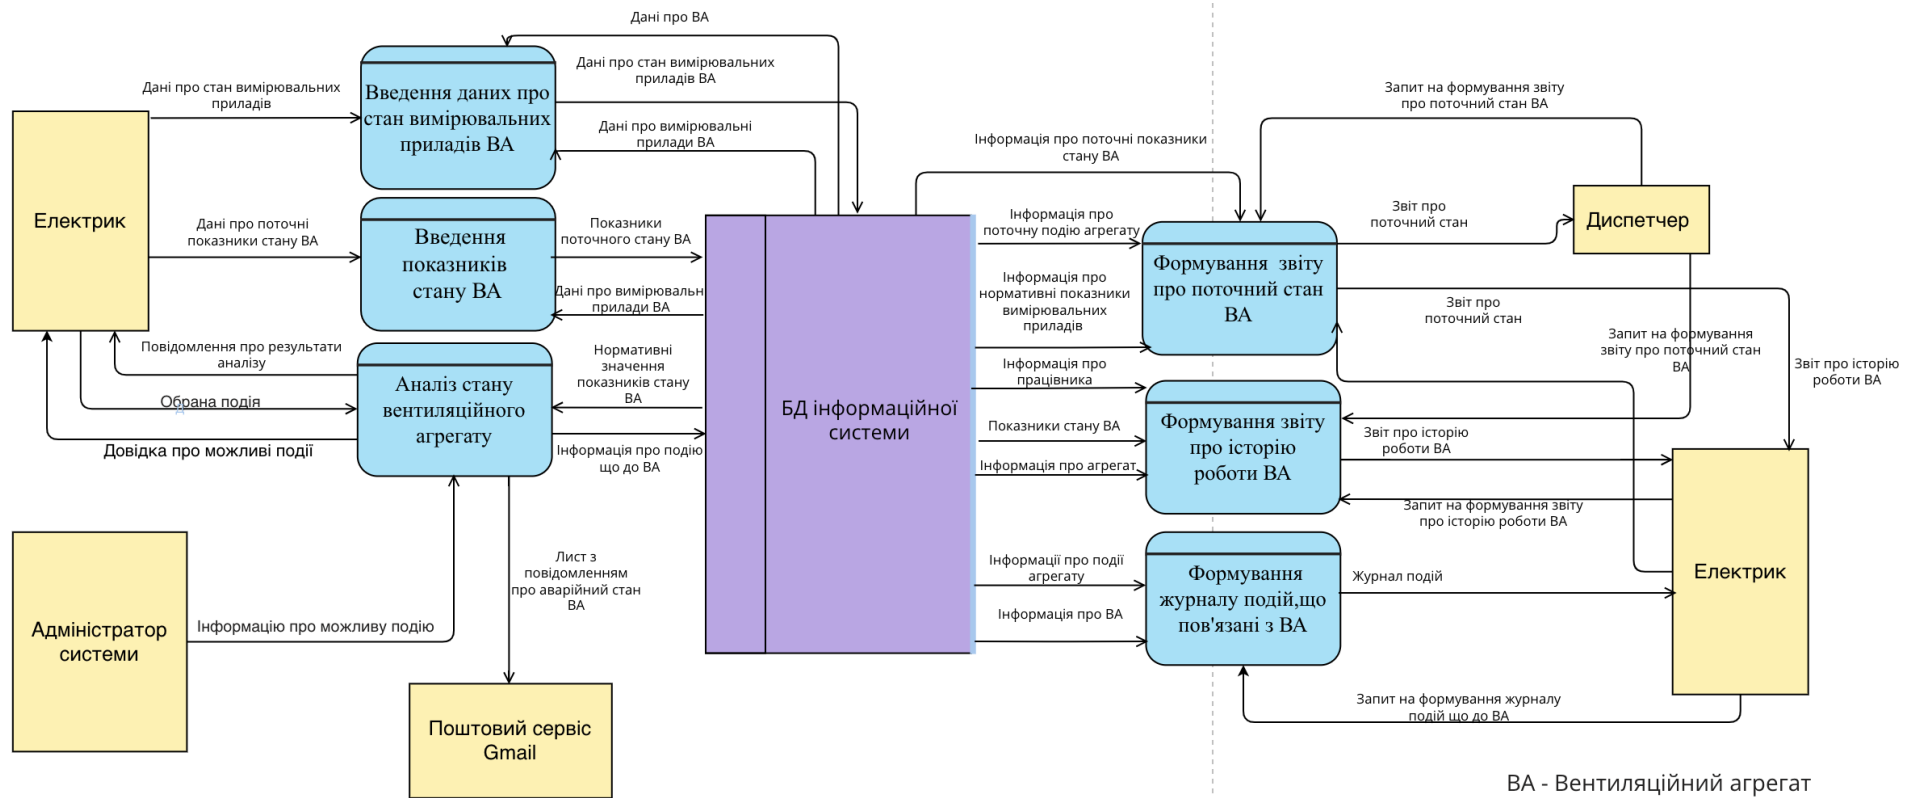 Дані про ВА
Дані про стан вимірювальних
приладів ВА
Дані про стан вимірювальних
приладів
Введення даних про
стан вимірювальних
приладів ВА
Дані про вимірювальні
прилади ВА
Електрик
Дані про поточні
показники стану ВА
Введення
показників
стану ВА
Показники
поточного стану ВА
Дані про вимірювальн
прилади ВА
Повідомлення про результати
аналізу
Обрана подія
Довідка про можливі події
Аналіз стану
вентиляційного
агрегату
Нормативні
значення
показників стану
ВА
Інформація про подію
що до ВА
Адміністратор
системи
Інформацію про можливу подію
Лист з
повідомленням
про аварійний стан
ВА
Поштовий сервіс
Gmail
БД інформаційної
системи
Інформація про поточні показники
стану ВА
Інформація про
поточну подію агрегату
Інформація про
нормативні показники
вимірювальних
приладів
Інформація про
працівника
Показники стану ВА
Інформація про агрегат
Інформації про події
агрегату
Інформація про ВА
Формування звіту
про поточний стан
ВА
Формування звіту
про історію
роботи ВА
Формування
журналу подій,що
пов'язані з ВА
Запит на формування звіту
про поточний стан ВА
Звіт про
поточний стан
Диспетчер
Звіт про
поточний стан
Запит на формування
звіту про поточний стан
ВА
Звіт про історію
роботи ВА
Звіт про історію
роботи ВА
Запит на формування звіту
про історію роботи ВА
Журнал подій
Електрик
Запит на формування журналу
подій що до ВА
ВА - Вентиляційний агрегат